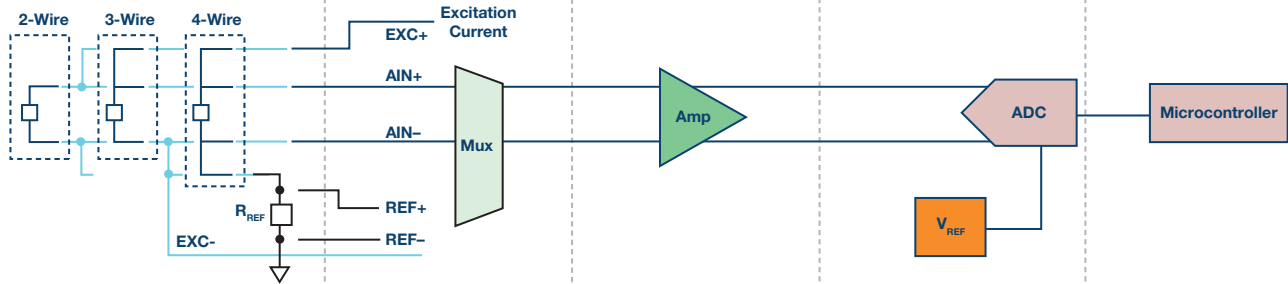 2-Wire
3-Wire
4-Wire
Excitation
Current
EXC+
AIN+
AIN–
Mux
Amp
ADC
Microcontroller
RREF
REF+
REF–
EXC-
VREF